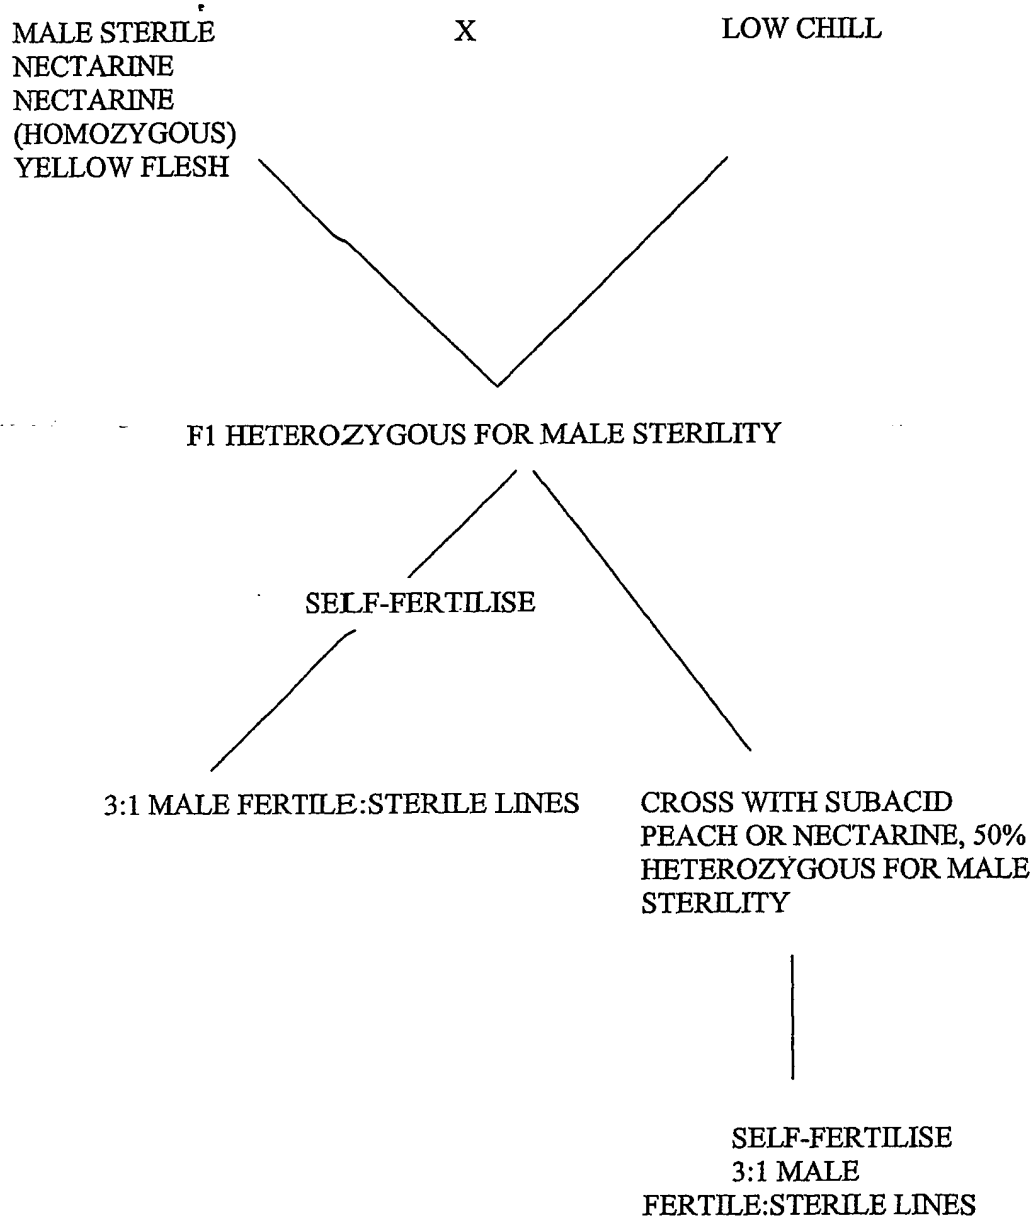 MALE STERILE
NECTARINE
NECTARINE
(HOMOZYGOUS)
YELLOW FLESH
X
LOW CHILL
F1 HETEROZYGOUS FOR MALE STERILITY
SELF-FERTILISE
3:1 MALE FERTILE:STERILE LINES
CROSS WITH SUBACID
PEACH OR NECTARINE, 50%
HETEROZYGOUS FOR MALE
STERILITY
SELF-FERTILISE
3:1 MALE
FERTILE:STERILE LINES